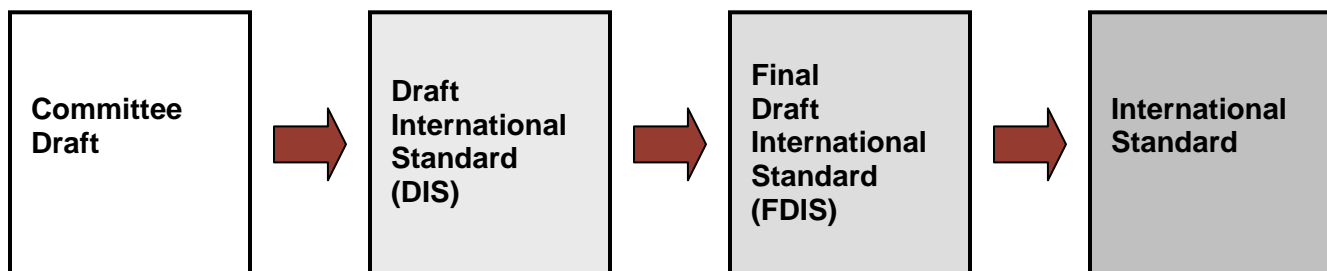 Committee
Draft
Draft
International
Standard
(DIS)
Final
Draft
International
Standard
(FDIS)
International
Standard